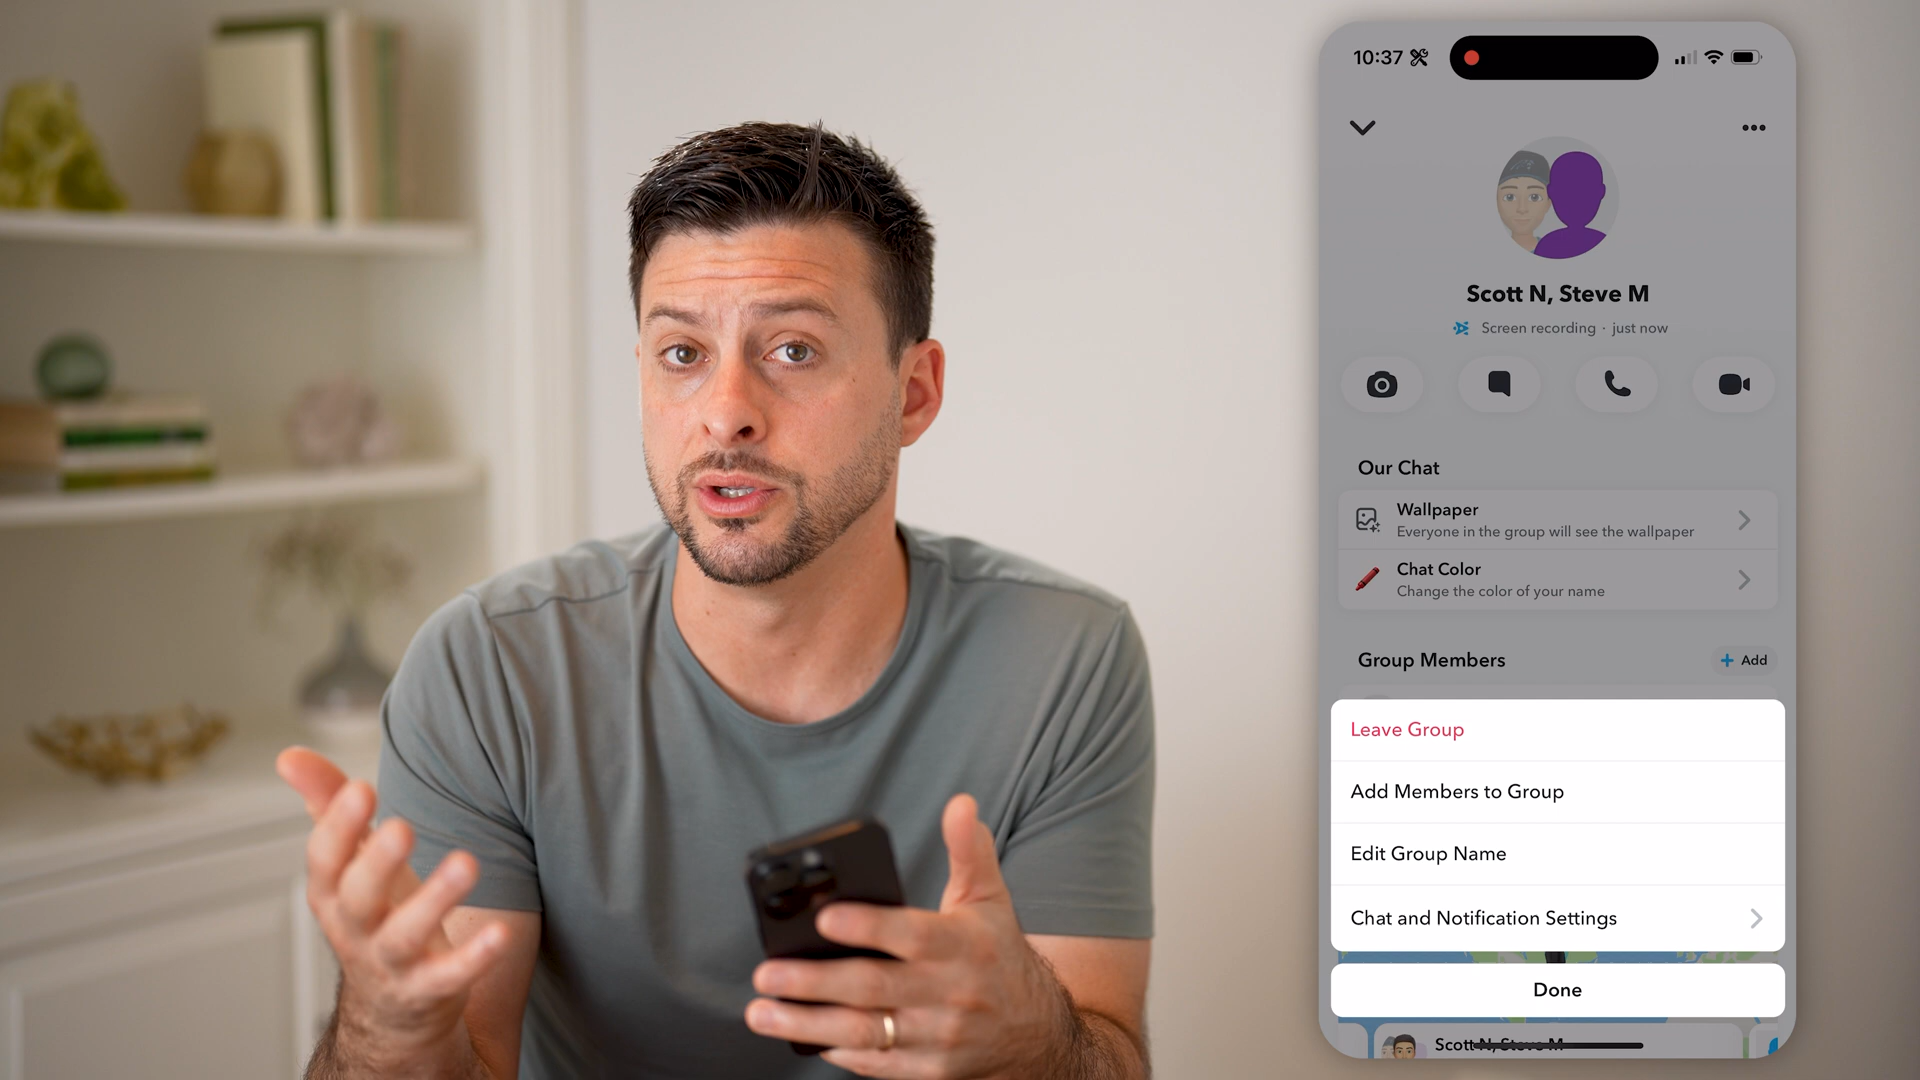 10:37
Scott N, Steve M
Screen recording · just now
Our Chat
Wallpaper
Everyone in the group will see the wallpaper
Chat Color
Change the color of your name
Group Members
+ Add
Leave Group
Add Members to Group
Edit Group Name
Chat and Notification Settings
Done
Scott N, Steve M